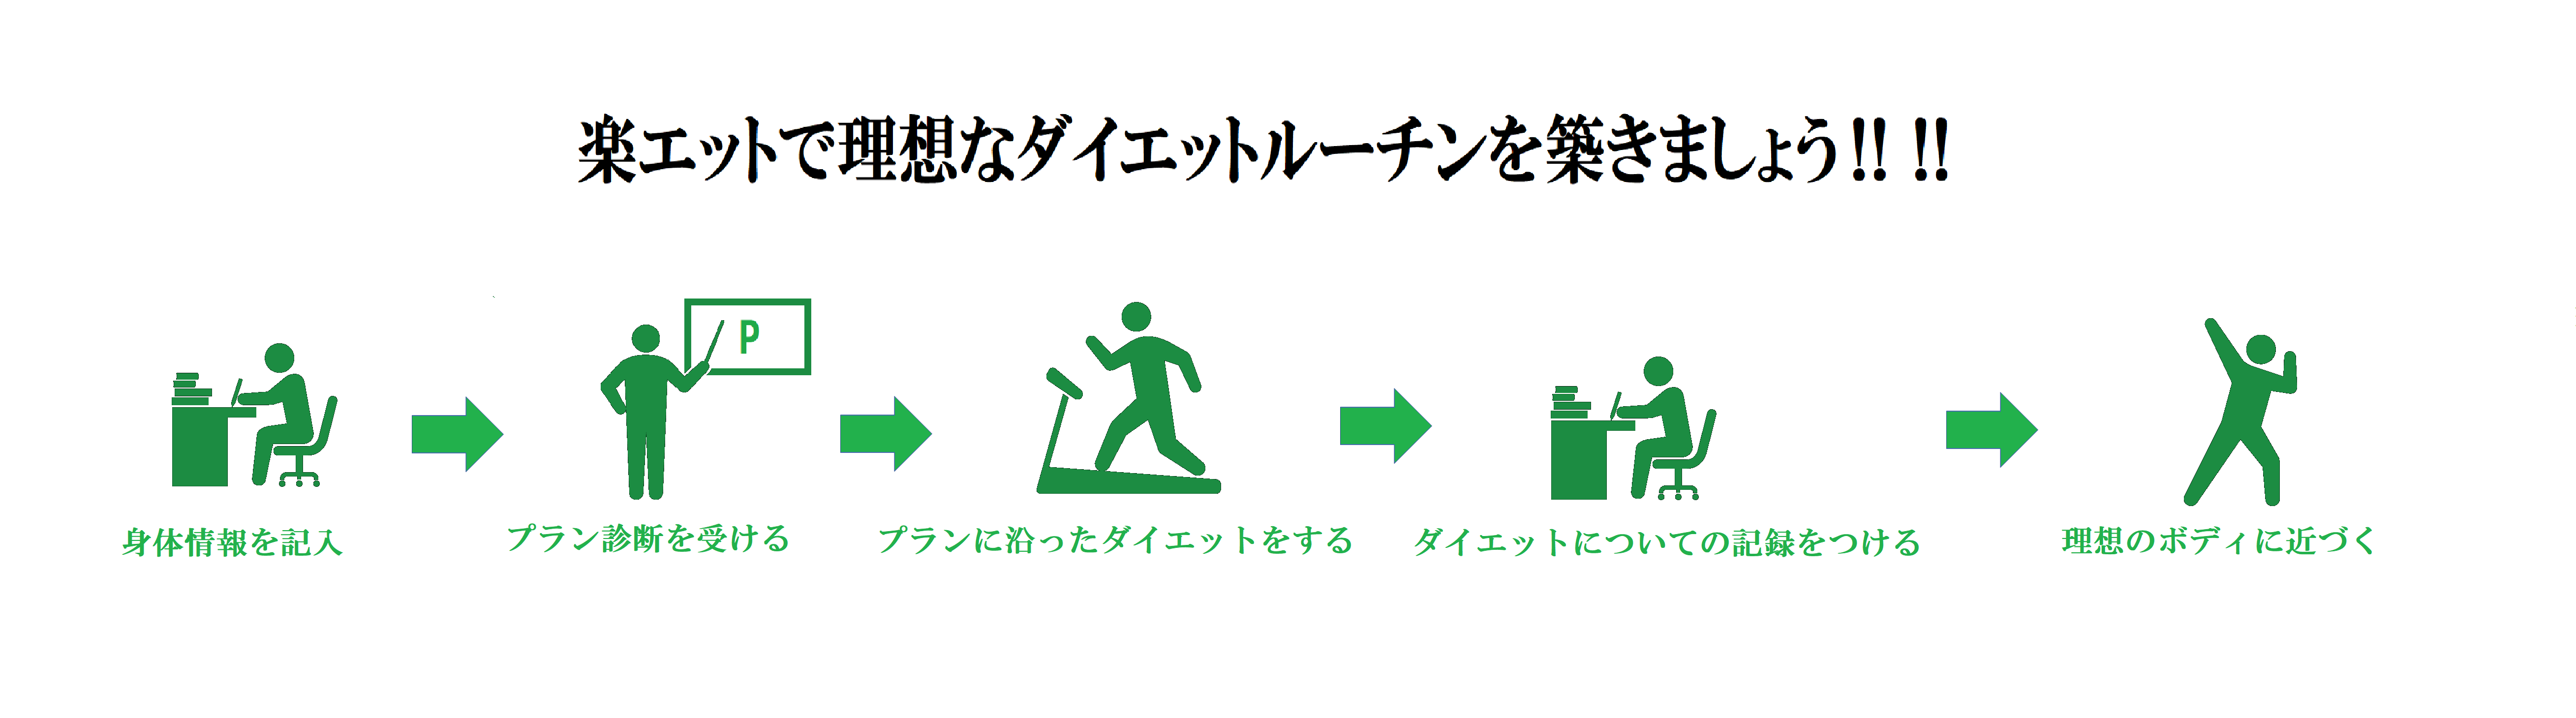 楽エットで理想なダイエットルーチンを築きましょう!! !!
P
身体情報を記入
プラン診断を受ける
プランに沿ったダイエットをする
ダイエットについての記録をつける
理想のボディに近づく